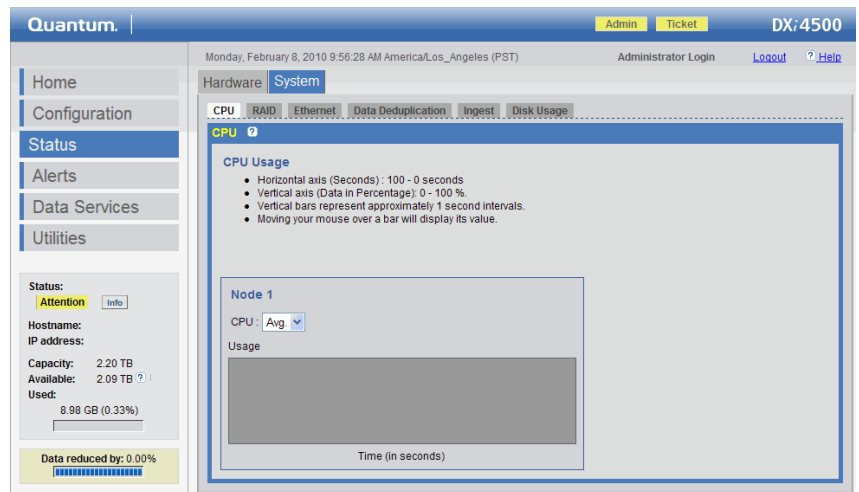 Quantum.
Admin Ticket DXi4500
Monday, February 8, 2010 9:56:28 AM America/Los_Angeles (PST) Administrator Login Logout ? Help
Home
Configuration
Status
Alerts
Data Services
Utilities
Status:
Attention Info
Hostname:
IP address:
Capacity: 2.20 TB
Available: 2.09 TB ?
Used:
8.98 GB (0.33%)
Data reduced by: 0.00%
Hardware System
CPU RAID Ethernet Data Deduplication Ingest Disk Usage
CPU ?
CPU Usage
• Horizontal axis (Seconds) : 100 - 0 seconds
• Vertical axis (Data in Percentage): 0 - 100 %.
• Vertical bars represent approximately 1 second intervals.
• Moving your mouse over a bar will display its value.
Node 1
CPU : Avg.
Usage
Time (in seconds)